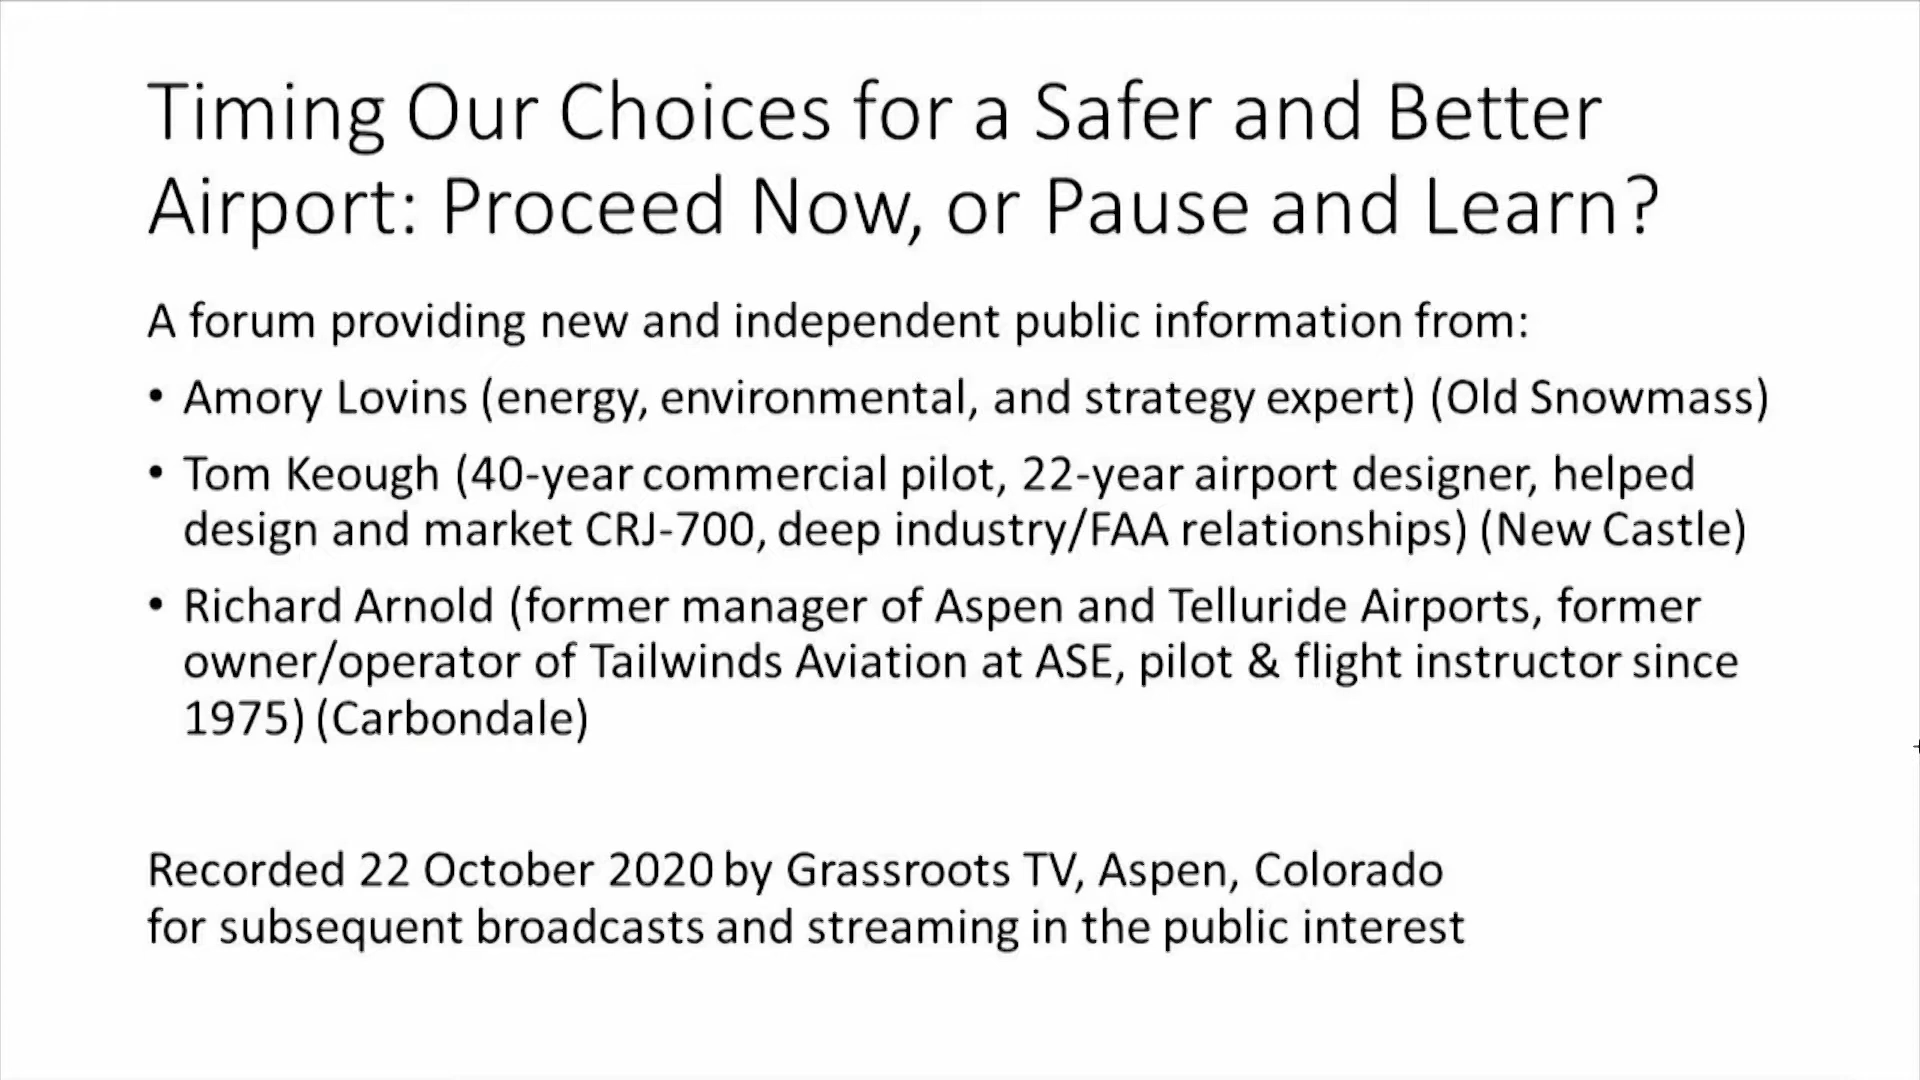 Timing Our Choices for a Safer and Better
Airport: Proceed Now, or Pause and Learn?
A forum providing new and independent public information from:
• Amory Lovins (energy, environmental, and strategy expert) (Old Snowmass)
• Tom Keough (40-year commercial pilot, 22-year airport designer, helped
design and market CRJ-700, deep industry/FAA relationships) (New Castle)
• Richard Arnold (former manager of Aspen and Telluride Airports, former
owner/operator of Tailwinds Aviation at ASE, pilot & flight instructor since
1975) (Carbondale)
Recorded 22 October 2020 by Grassroots TV, Aspen, Colorado
for subsequent broadcasts and streaming in the public interest